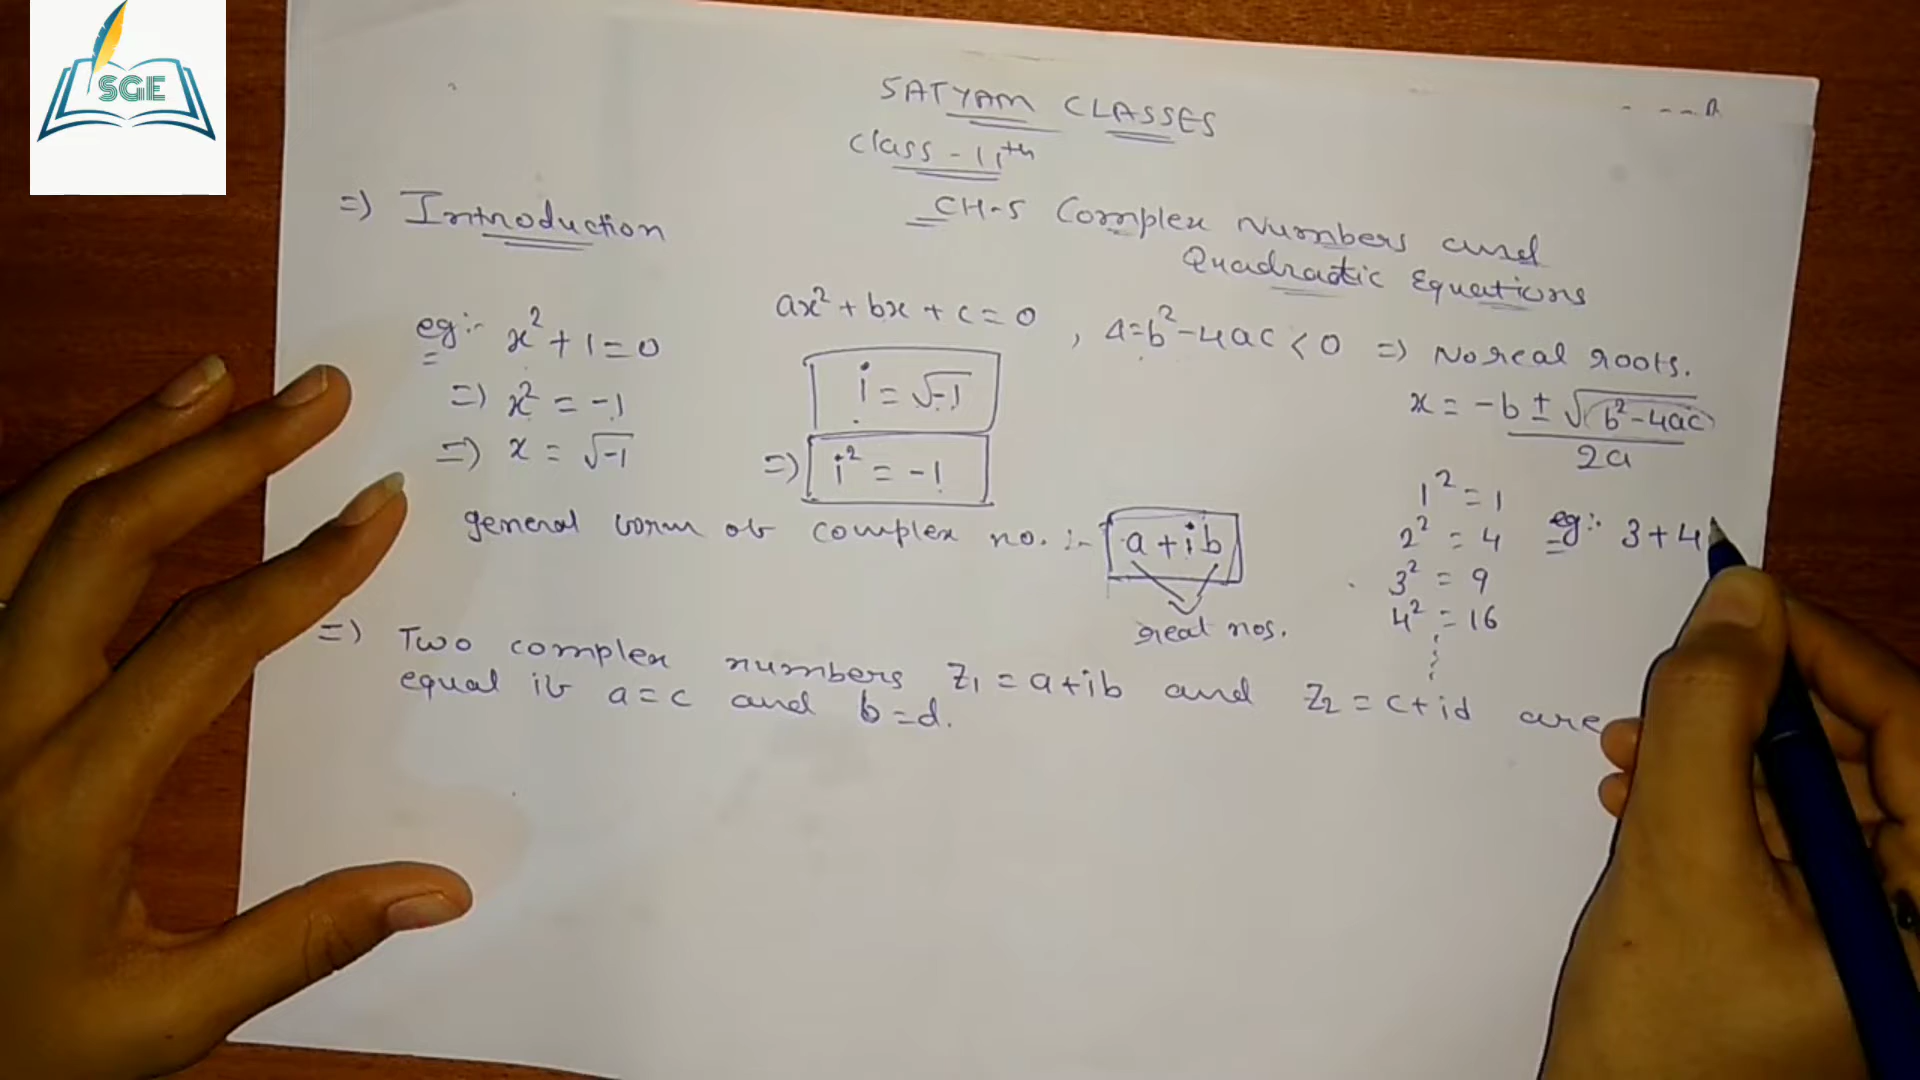 SGE
SATYAM CLASSES
Class - 11th
CH-5 Complex Numbers and
Quadratic Equations
=) Introduction
eg:- x² + 1 = 0
=) x² = -1
=) x = √-1
ax² + bx + c = 0 , Δ = b² - 4ac < 0 =) No real roots.
i = √-1
=) i² = -1
x = -b ± √(b² - 4ac)
2a
general form of complex no. :- a + ib
real nos.
1² = 1
2² = 4
3² = 9
4² = 16
eg:- 3 + 4
=) Two complex numbers Z₁ = a + ib and Z₂ = c + id are
equal if a = c and b = d.